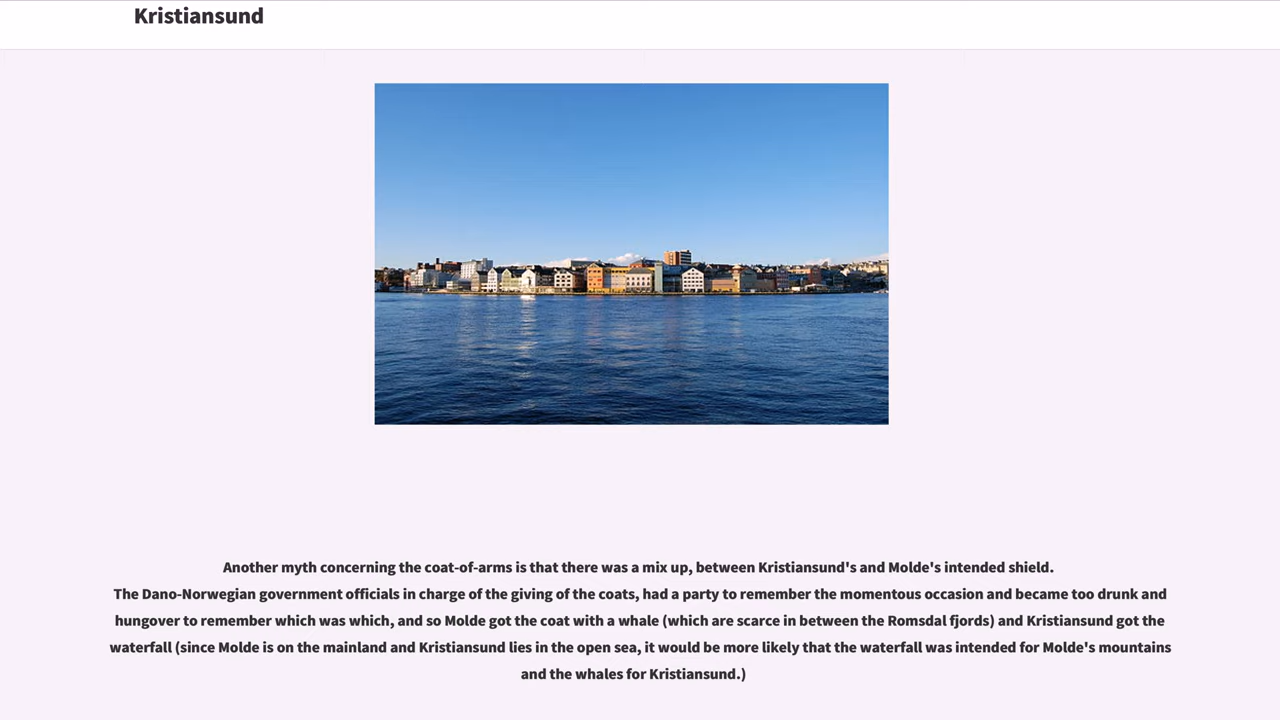 Kristiansund
Another myth concerning the coat-of-arms is that there was a mix up, between Kristiansund's and Molde's intended shield.
The Dano-Norwegian government officials in charge of the giving of the coats, had a party to remember the momentous occasion and became too drunk and
hungover to remember which was which, and so Molde got the coat with a whale (which are scarce in between the Romsdal fjords) and Kristiansund got the
waterfall (since Molde is on the mainland and Kristiansund lies in the open sea, it would be more likely that the waterfall was intended for Molde's mountains
and the whales for Kristiansund.)